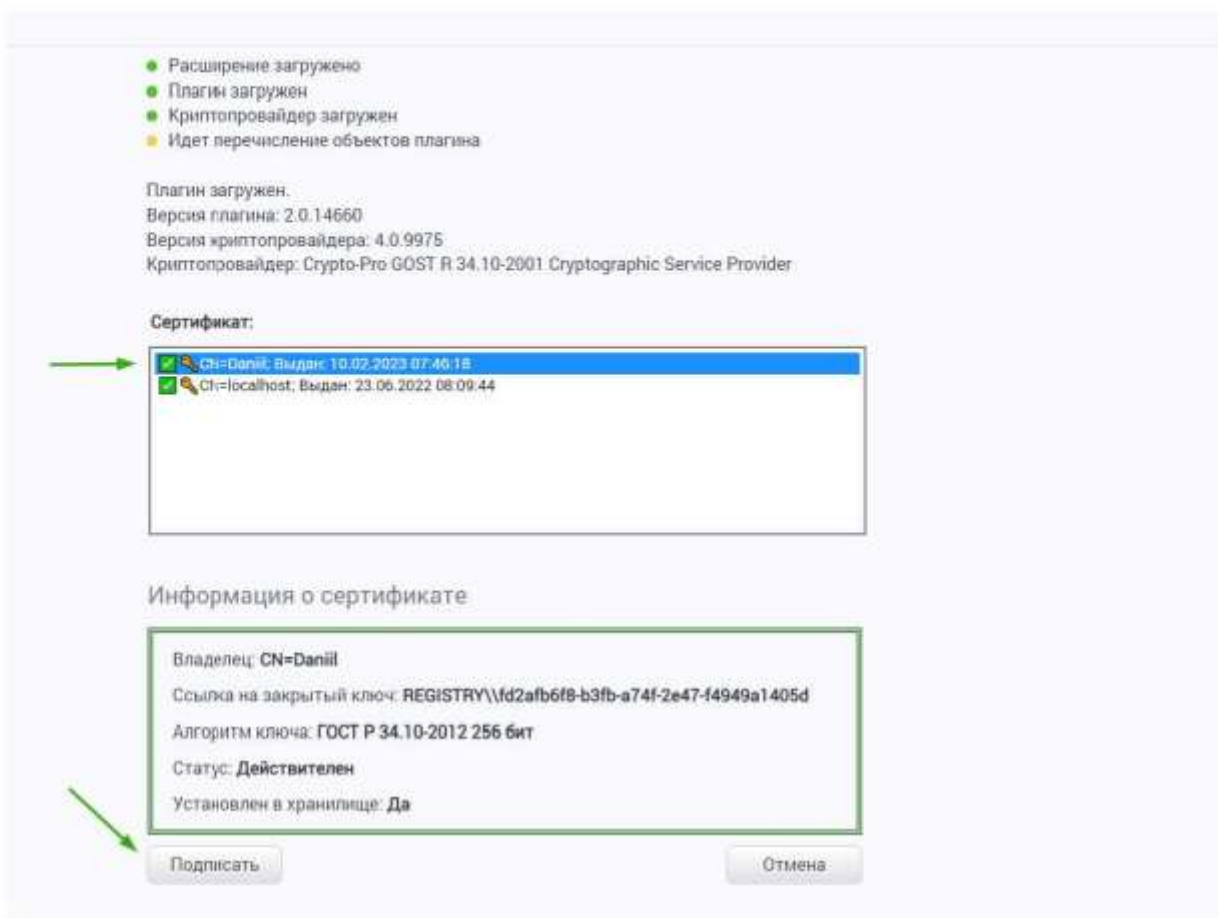 Расширение загружено
Плагин загружен
Криптопровайдер загружен
Идет перечисление объектов плагина
Плагин загружен.
Версия плагина: 2.0.14660
Версия криптопровайдера: 4.0.9975
Криптопровайдер: Crypto-Pro GOST R 34.10-2001 Cryptographic Service Provider
Сертификат:
CN=Daniil; Выдан: 10.02.2023 07:46:18
CN=localhost; Выдан: 23.06.2022 08:09:44
Информация о сертификате
Владелец: CN=Daniil
Ссылка на закрытый ключ: REGISTRY\\fd2afb6f8-b3fb-a74f-2e47-f4949a1405d
Алгоритм ключа: ГОСТ Р 34.10-2012 256 бит
Статус: Действителен
Установлен в хранилище: Да
Подписать
Отмена